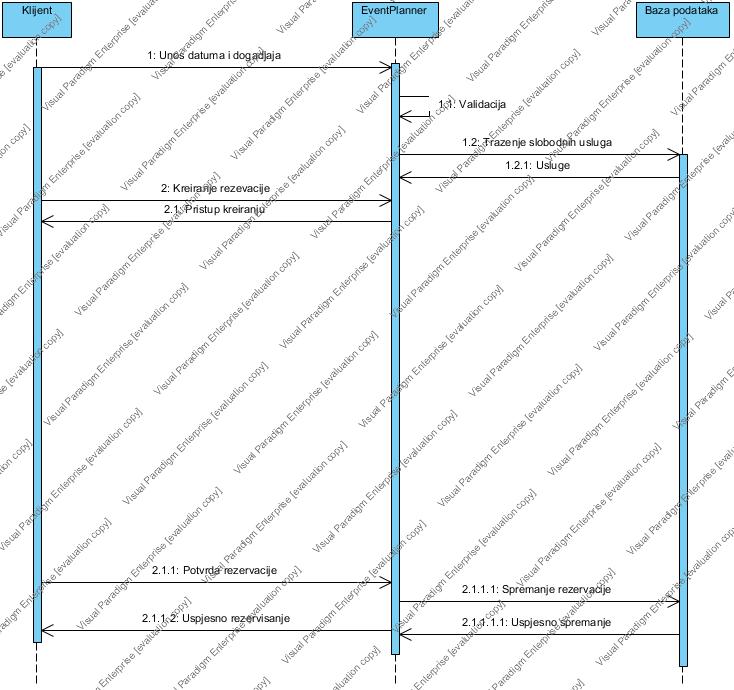 Klijent
EventPlanner
Baza podataka
1: Unos datuma i dogadjaja
1.1: Validacija
1.2: Trazenje slobodnih usluga
1.2.1: Usluge
2: Kreiranje rezevacije
2.1: Pristup kreiranju
2.1.1: Potvrda rezervacije
2.1.1.1: Spremanje rezervacije
2.1.1.2: Uspjesno rezervisanje
2.1.1.1.1: Uspjesno spremanje
Visual Paradigm Enterprise [evaluation copy]